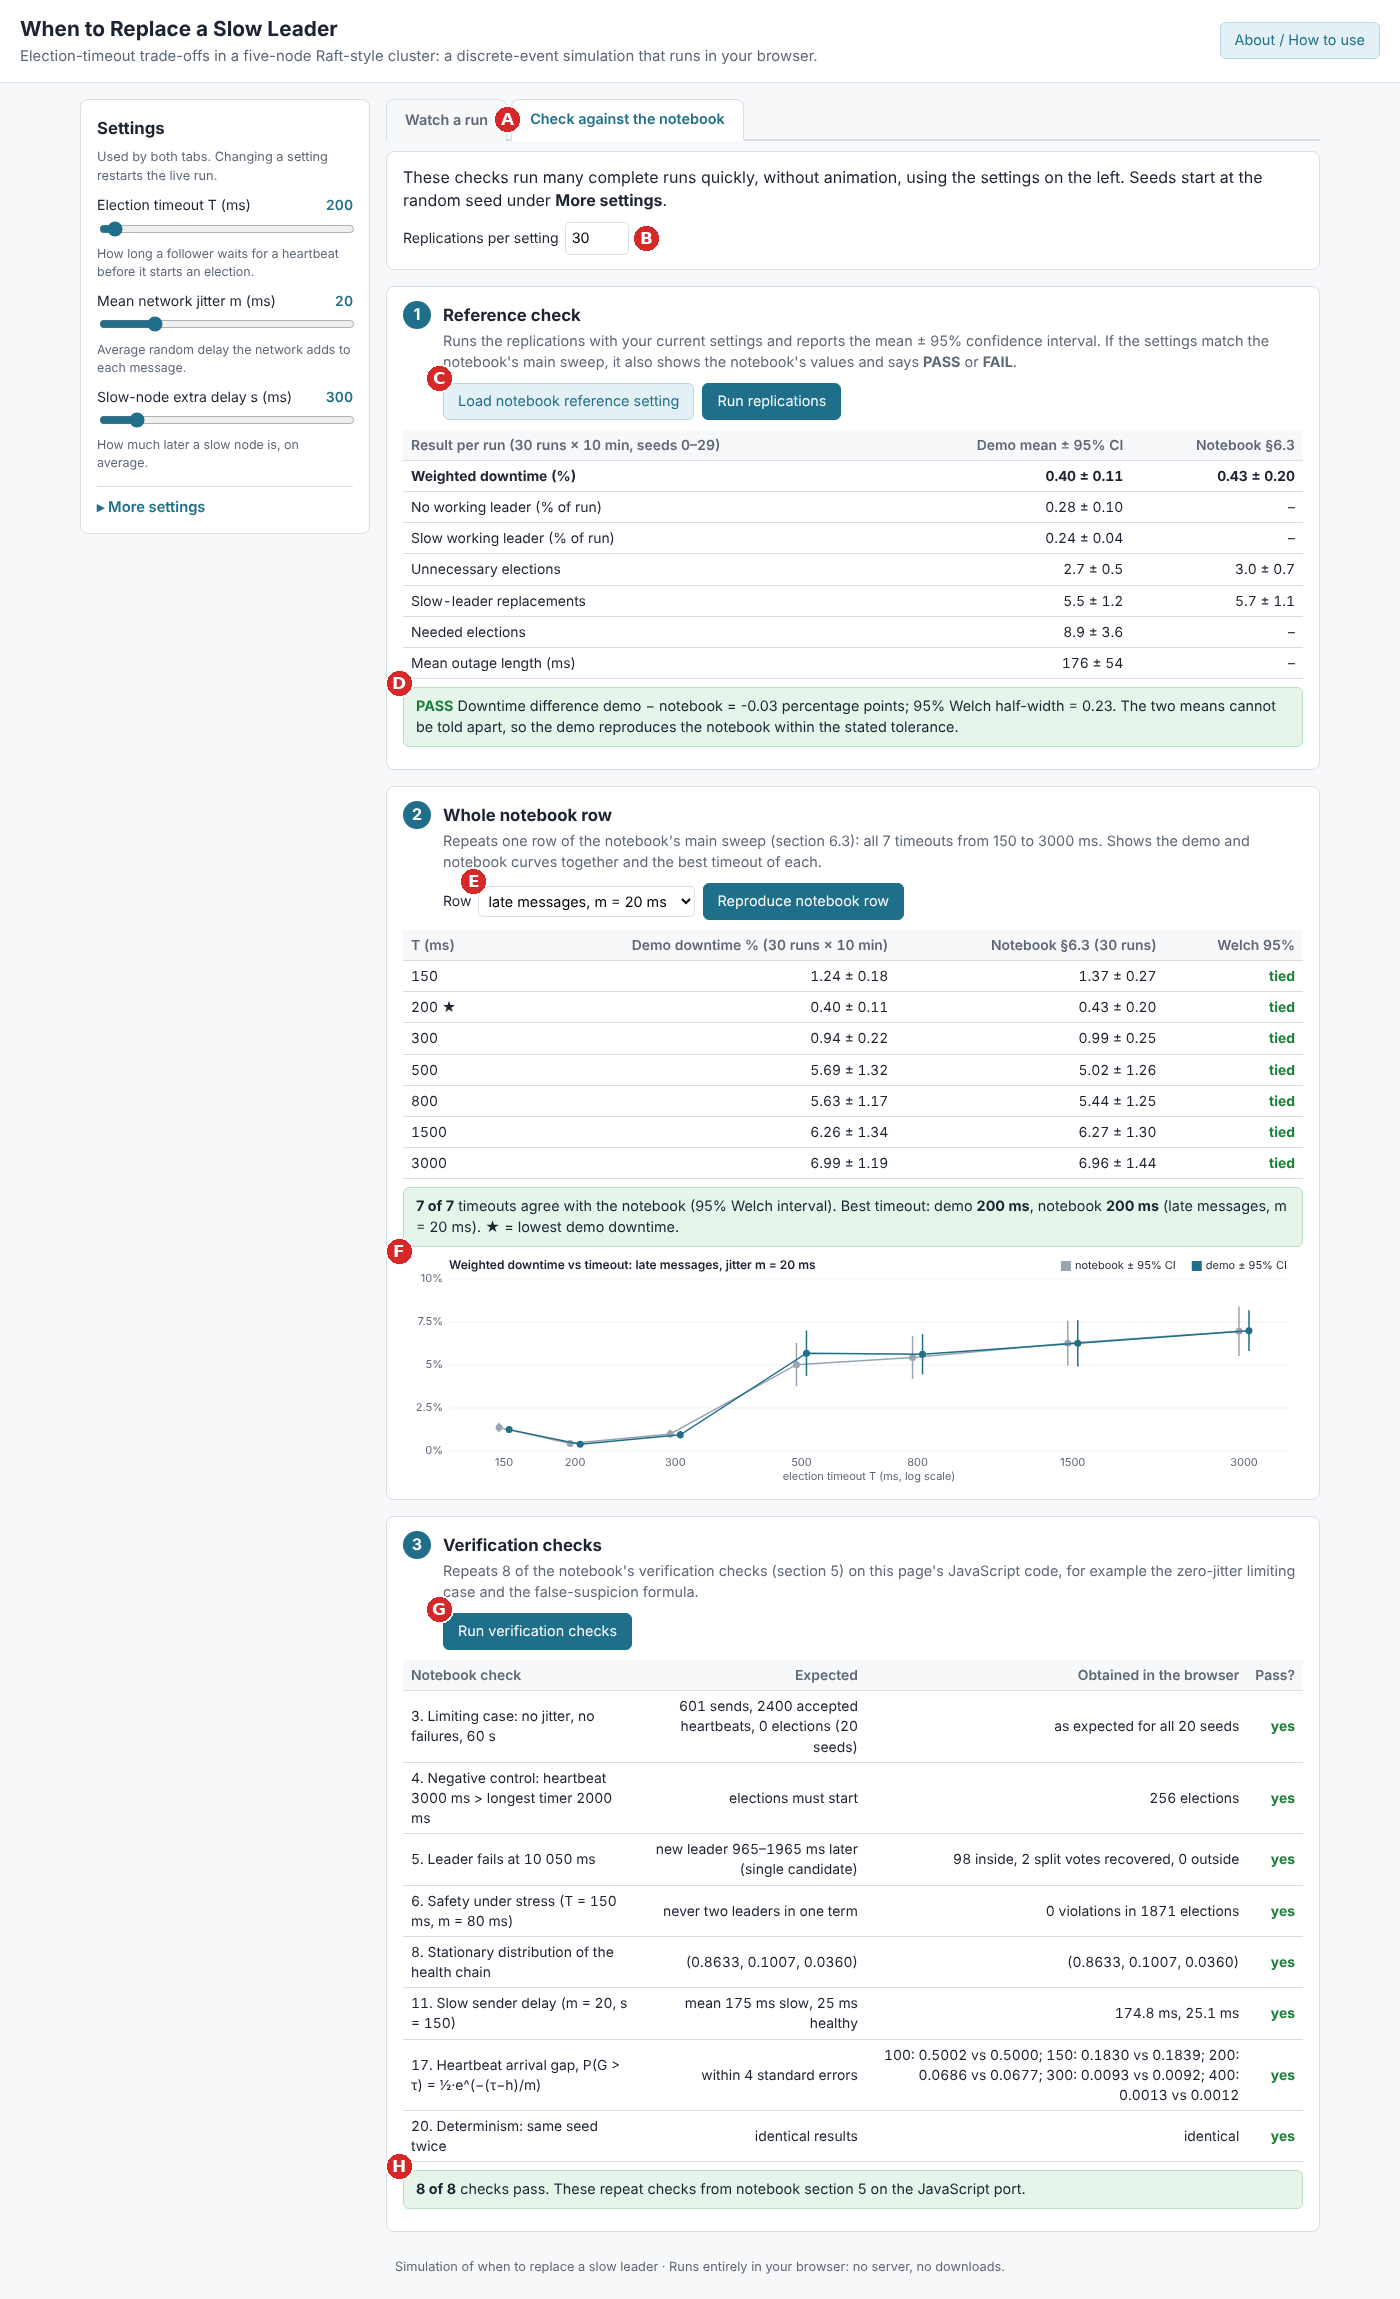 When to Replace a Slow Leader
Election-timeout trade-offs in a five-node Raft-style cluster: a discrete-event simulation that runs in your browser.
About / How to use
Settings
Used by both tabs. Changing a setting
restarts the live run.
Election timeout T (ms) 200
How long a follower waits for a heartbeat
before it starts an election.
Mean network jitter m (ms) 20
Average random delay the network adds to
each message.
Slow-node extra delay s (ms) 300
How much later a slow node is, on
average.
▸ More settings
Watch a run A Check against the notebook
These checks run many complete runs quickly, without animation, using the settings on the left. Seeds start at the
random seed under More settings.
Replications per setting 30 B
1 Reference check
Runs the replications with your current settings and reports the mean ± 95% confidence interval. If the settings match the
notebook's main sweep, it also shows the notebook's values and says PASS or FAIL.
C
Load notebook reference setting Run replications
Result per run (30 runs × 10 min, seeds 0–29) Demo mean ± 95% CI Notebook §6.3
Weighted downtime (%) 0.40 ± 0.11 0.43 ± 0.20
No working leader (% of run) 0.28 ± 0.10 –
Slow working leader (% of run) 0.24 ± 0.04 –
Unnecessary elections 2.7 ± 0.5 3.0 ± 0.7
Slow-leader replacements 5.5 ± 1.2 5.7 ± 1.1
Needed elections 8.9 ± 3.6 –
Mean outage length (ms) 176 ± 54 –
D
PASS Downtime difference demo − notebook = -0.03 percentage points; 95% Welch half-width = 0.23. The two means cannot
be told apart, so the demo reproduces the notebook within the stated tolerance.
2 Whole notebook row
Repeats one row of the notebook's main sweep (section 6.3): all 7 timeouts from 150 to 3000 ms. Shows the demo and
notebook curves together and the best timeout of each.
E
Row late messages, m = 20 ms Reproduce notebook row
T (ms) Demo downtime % (30 runs × 10 min) Notebook §6.3 (30 runs) Welch 95%
150 1.24 ± 0.18 1.37 ± 0.27 tied
200 ★ 0.40 ± 0.11 0.43 ± 0.20 tied
300 0.94 ± 0.22 0.99 ± 0.25 tied
500 5.69 ± 1.32 5.02 ± 1.26 tied
800 5.63 ± 1.17 5.44 ± 1.25 tied
1500 6.26 ± 1.34 6.27 ± 1.30 tied
3000 6.99 ± 1.19 6.96 ± 1.44 tied
7 of 7 timeouts agree with the notebook (95% Welch interval). Best timeout: demo 200 ms, notebook 200 ms (late messages, m
= 20 ms). ★ = lowest demo downtime.
F
Weighted downtime vs timeout: late messages, jitter m = 20 ms notebook ± 95% CI demo ± 95% CI
10%
7.5%
5%
2.5%
0%
150 200 300 500 800 1500 3000
election timeout T (ms, log scale)
3 Verification checks
Repeats 8 of the notebook's verification checks (section 5) on this page's JavaScript code, for example the zero-jitter limiting
case and the false-suspicion formula.
G
Run verification checks
Notebook check Expected Obtained in the browser Pass?
3. Limiting case: no jitter, no
failures, 60 s
601 sends, 2400 accepted
heartbeats, 0 elections (20
seeds)
as expected for all 20 seeds yes
4. Negative control: heartbeat
3000 ms > longest timer 2000
ms
elections must start 256 elections yes
5. Leader fails at 10 050 ms
new leader 965–1965 ms later
(single candidate)
98 inside, 2 split votes recovered, 0 outside yes
6. Safety under stress (T = 150
ms, m = 80 ms)
never two leaders in one term 0 violations in 1871 elections yes
8. Stationary distribution of the
health chain
(0.8633, 0.1007, 0.0360) (0.8633, 0.1007, 0.0360) yes
11. Slow sender delay (m = 20, s
= 150)
mean 175 ms slow, 25 ms
healthy
174.8 ms, 25.1 ms yes
17. Heartbeat arrival gap, P(G >
τ) = ½·e^(−(τ−h)/m)
within 4 standard errors
100: 0.5002 vs 0.5000; 150: 0.1830 vs 0.1839; 200:
0.0686 vs 0.0677; 300: 0.0093 vs 0.0092; 400:
0.0013 vs 0.0012
yes
20. Determinism: same seed
twice
identical results identical yes
H
8 of 8 checks pass. These repeat checks from notebook section 5 on the JavaScript port.
Simulation of when to replace a slow leader · Runs entirely in your browser: no server, no downloads.